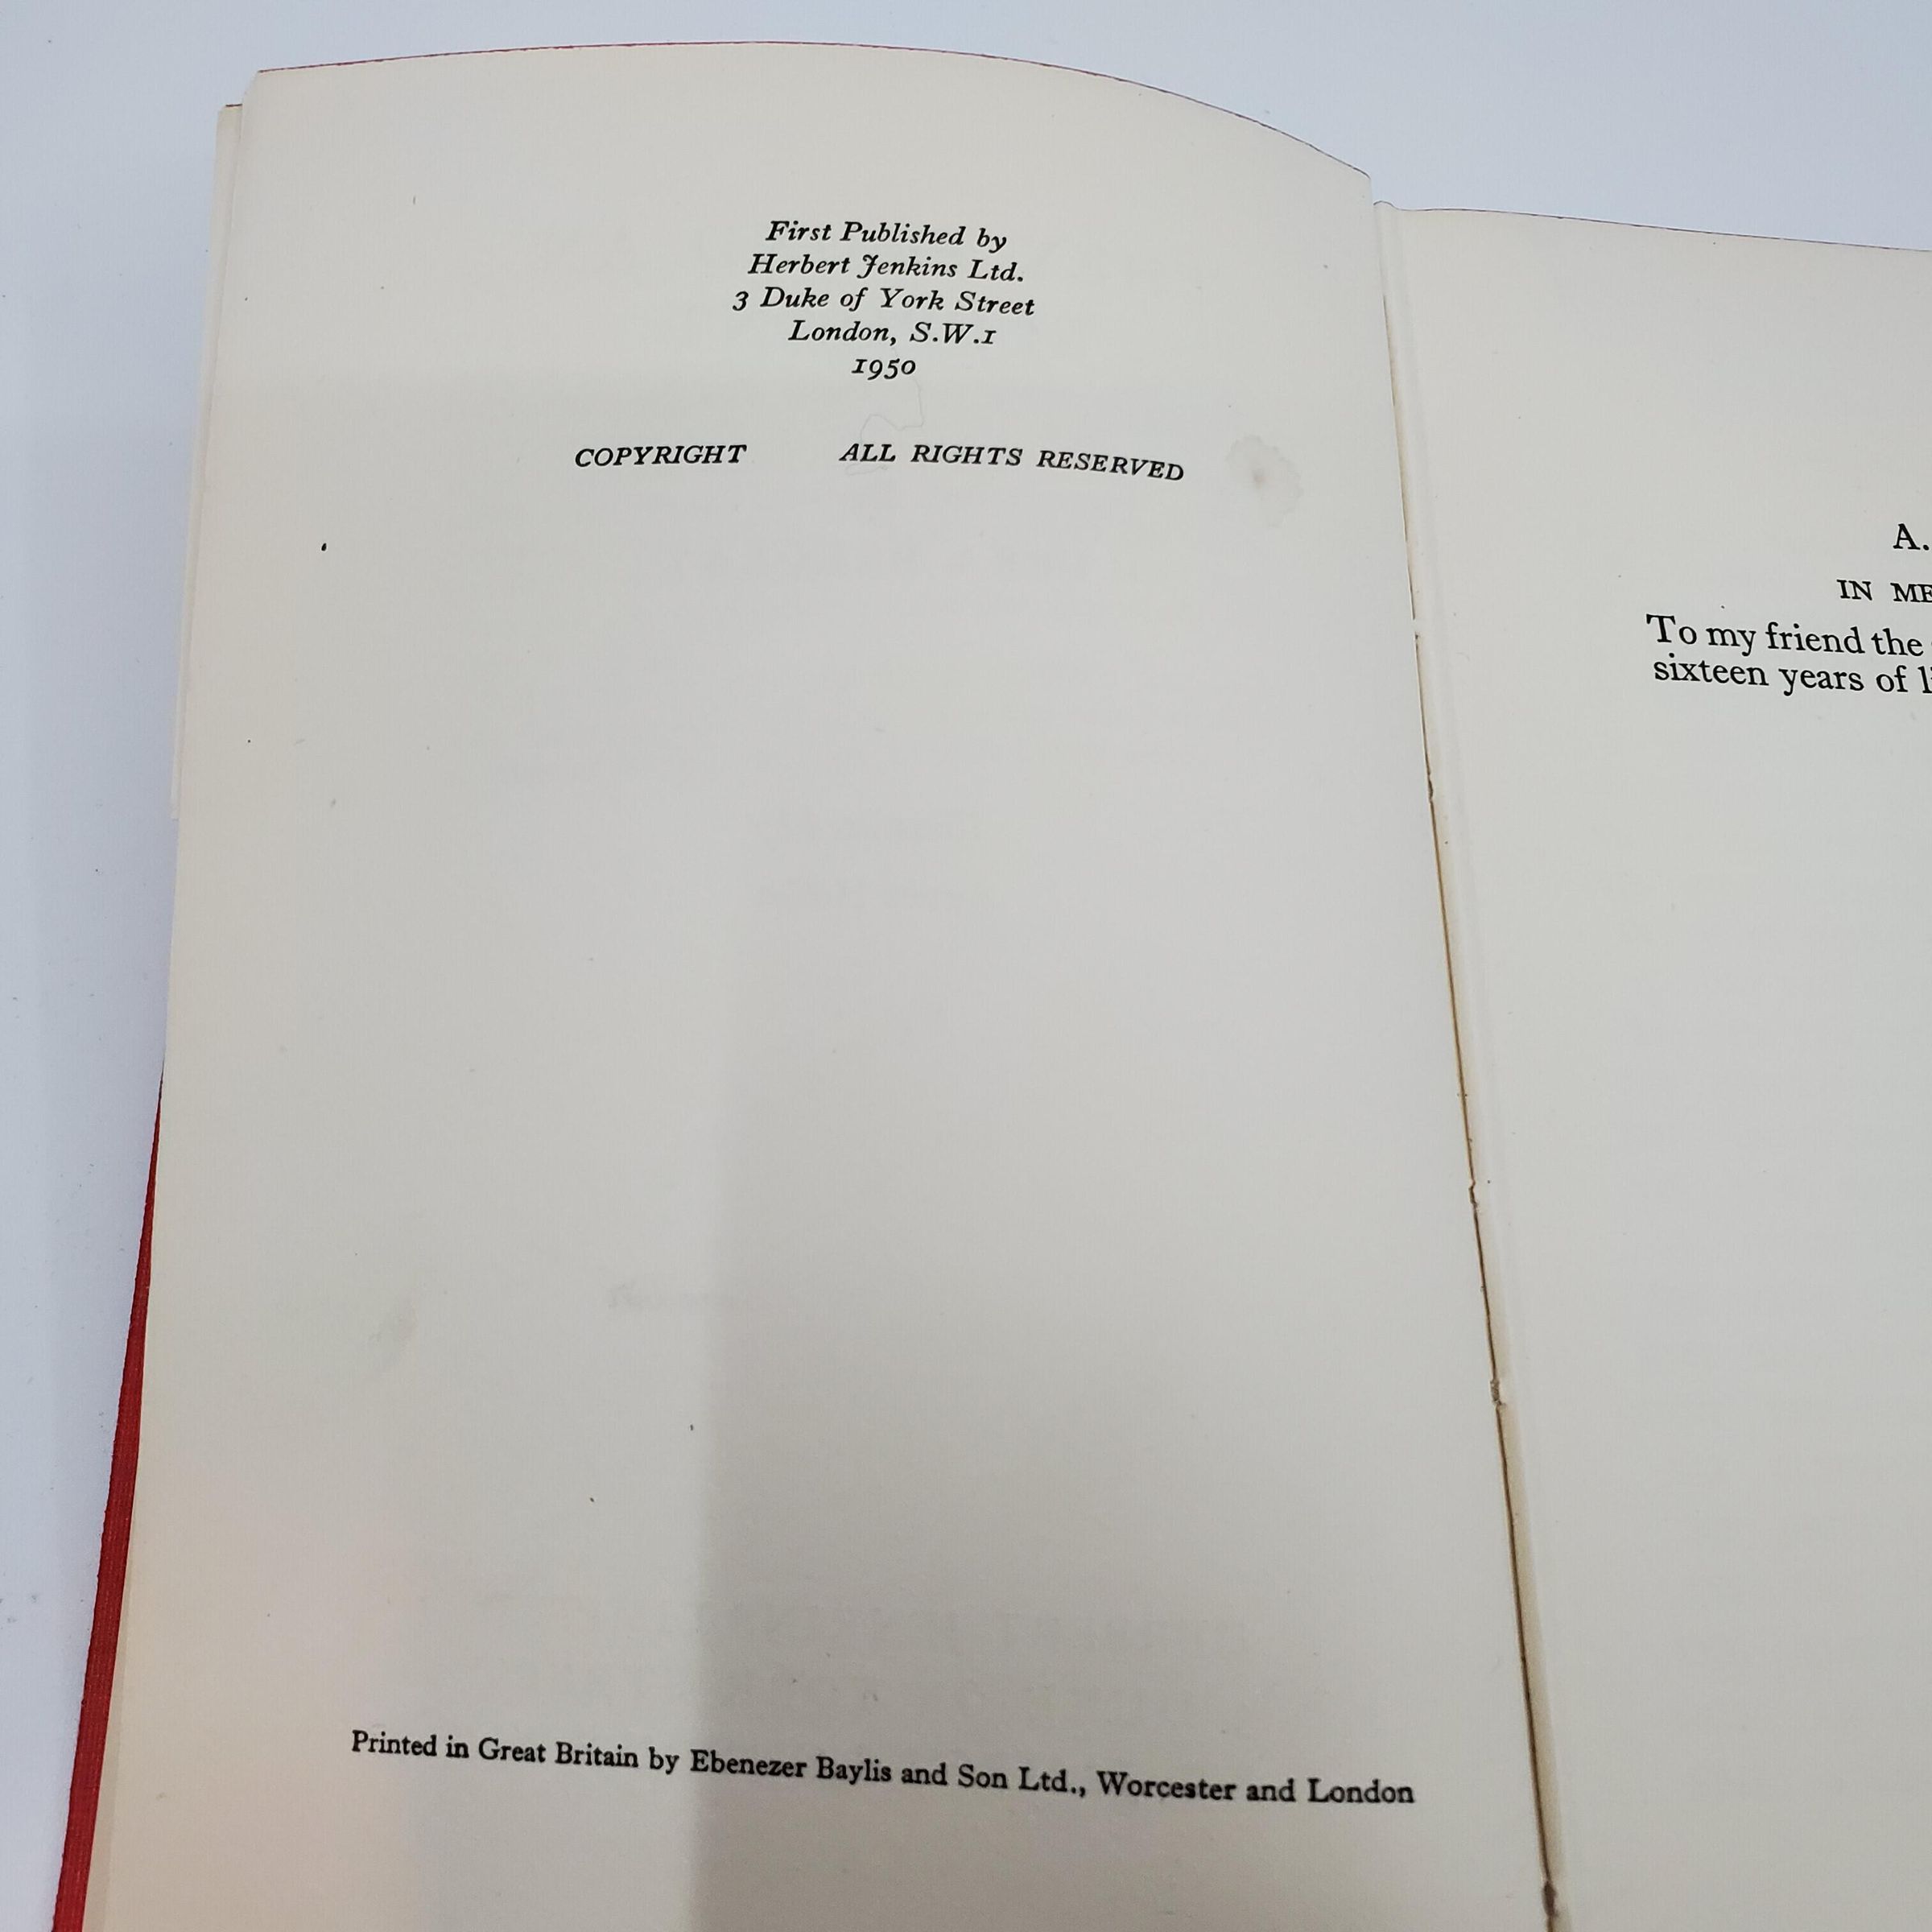 First Published by
Herbert Jenkins Ltd.
3 Duke of York Street
London, S.W.1
1950
COPYRIGHT ALL RIGHTS RESERVED
Printed in Great Britain by Ebenezer Baylis and Son Ltd., Worcester and London
A.
IN
To my friend the
sixteen years of